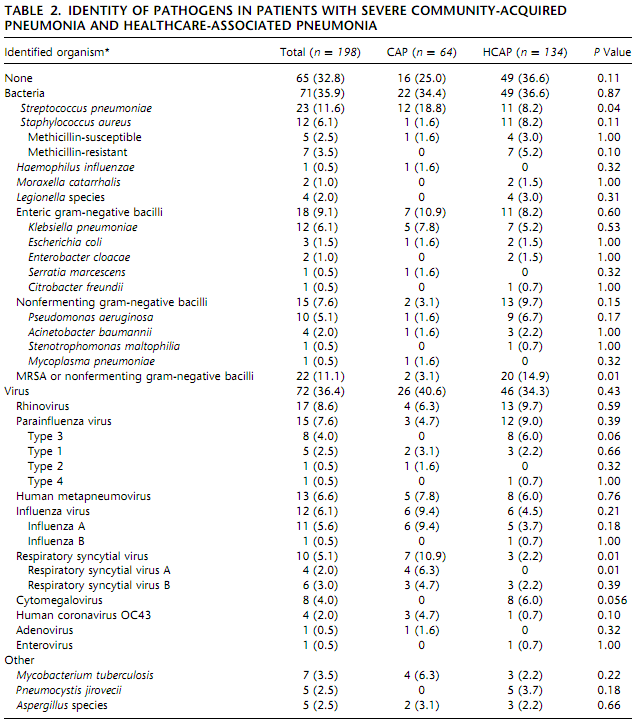 TABLE 2. IDENTITY OF PATHOGENS IN PATIENTS WITH SEVERE COMMUNITY-ACQUIRED
PNEUMONIA AND HEALTHCARE-ASSOCIATED PNEUMONIA
Identified organism* Total (n = 198) CAP (n = 64) HCAP (n = 134) P Value
None 65 (32.8) 16 (25.0) 49 (36.6) 0.11
Bacteria 71(35.9) 22 (34.4) 49 (36.6) 0.87
Streptococcus pneumoniae 23 (11.6) 12 (18.8) 11 (8.2) 0.04
Staphylococcus aureus 12 (6.1) 1 (1.6) 11 (8.2) 0.11
Methicillin-susceptible 5 (2.5) 1 (1.6) 4 (3.0) 1.00
Methicillin-resistant 7 (3.5) 0 7 (5.2) 0.10
Haemophilus influenzae 1 (0.5) 1 (1.6) 0 0.32
Moraxella catarrhalis 2 (1.0) 0 2 (1.5) 1.00
Legionella species 4 (2.0) 0 4 (3.0) 0.31
Enteric gram-negative bacilli 18 (9.1) 7 (10.9) 11 (8.2) 0.60
Klebsiella pneumoniae 12 (6.1) 5 (7.8) 7 (5.2) 0.53
Escherichia coli 3 (1.5) 1 (1.6) 2 (1.5) 1.00
Enterobacter cloacae 2 (1.0) 0 2 (1.5) 1.00
Serratia marcescens 1 (0.5) 1 (1.6) 0 0.32
Citrobacter freundii 1 (0.5) 0 1 (0.7) 1.00
Nonfermenting gram-negative bacilli 15 (7.6) 2 (3.1) 13 (9.7) 0.15
Pseudomonas aeruginosa 10 (5.1) 1 (1.6) 9 (6.7) 0.17
Acinetobacter baumannii 4 (2.0) 1 (1.6) 3 (2.2) 1.00
Stenotrophomonas maltophilia 1 (0.5) 0 1 (0.7) 1.00
Mycoplasma pneumoniae 1 (0.5) 1 (1.6) 0 0.32
MRSA or nonfermenting gram-negative bacilli 22 (11.1) 2 (3.1) 20 (14.9) 0.01
Virus 72 (36.4) 26 (40.6) 46 (34.3) 0.43
Rhinovirus 17 (8.6) 4 (6.3) 13 (9.7) 0.59
Parainfluenza virus 15 (7.6) 3 (4.7) 12 (9.0) 0.39
Type 3 8 (4.0) 0 8 (6.0) 0.06
Type 1 5 (2.5) 2 (3.1) 3 (2.2) 0.66
Type 2 1 (0.5) 1 (1.6) 0 0.32
Type 4 1 (0.5) 0 1 (0.7) 1.00
Human metapneumovirus 13 (6.6) 5 (7.8) 8 (6.0) 0.76
Influenza virus 12 (6.1) 6 (9.4) 6 (4.5) 0.21
Influenza A 11 (5.6) 6 (9.4) 5 (3.7) 0.18
Influenza B 1 (0.5) 0 1 (0.7) 1.00
Respiratory syncytial virus 10 (5.1) 7 (10.9) 3 (2.2) 0.01
Respiratory syncytial virus A 4 (2.0) 4 (6.3) 0 0.01
Respiratory syncytial virus B 6 (3.0) 3 (4.7) 3 (2.2) 0.39
Cytomegalovirus 8 (4.0) 0 8 (6.0) 0.056
Human coronavirus OC43 4 (2.0) 3 (4.7) 1 (0.7) 0.10
Adenovirus 1 (0.5) 1 (1.6) 0 0.32
Enterovirus 1 (0.5) 0 1 (0.7) 1.00
Other
Mycobacterium tuberculosis 7 (3.5) 4 (6.3) 3 (2.2) 0.22
Pneumocystis jirovecii 5 (2.5) 0 5 (3.7) 0.18
Aspergillus species 5 (2.5) 2 (3.1) 3 (2.2) 0.66